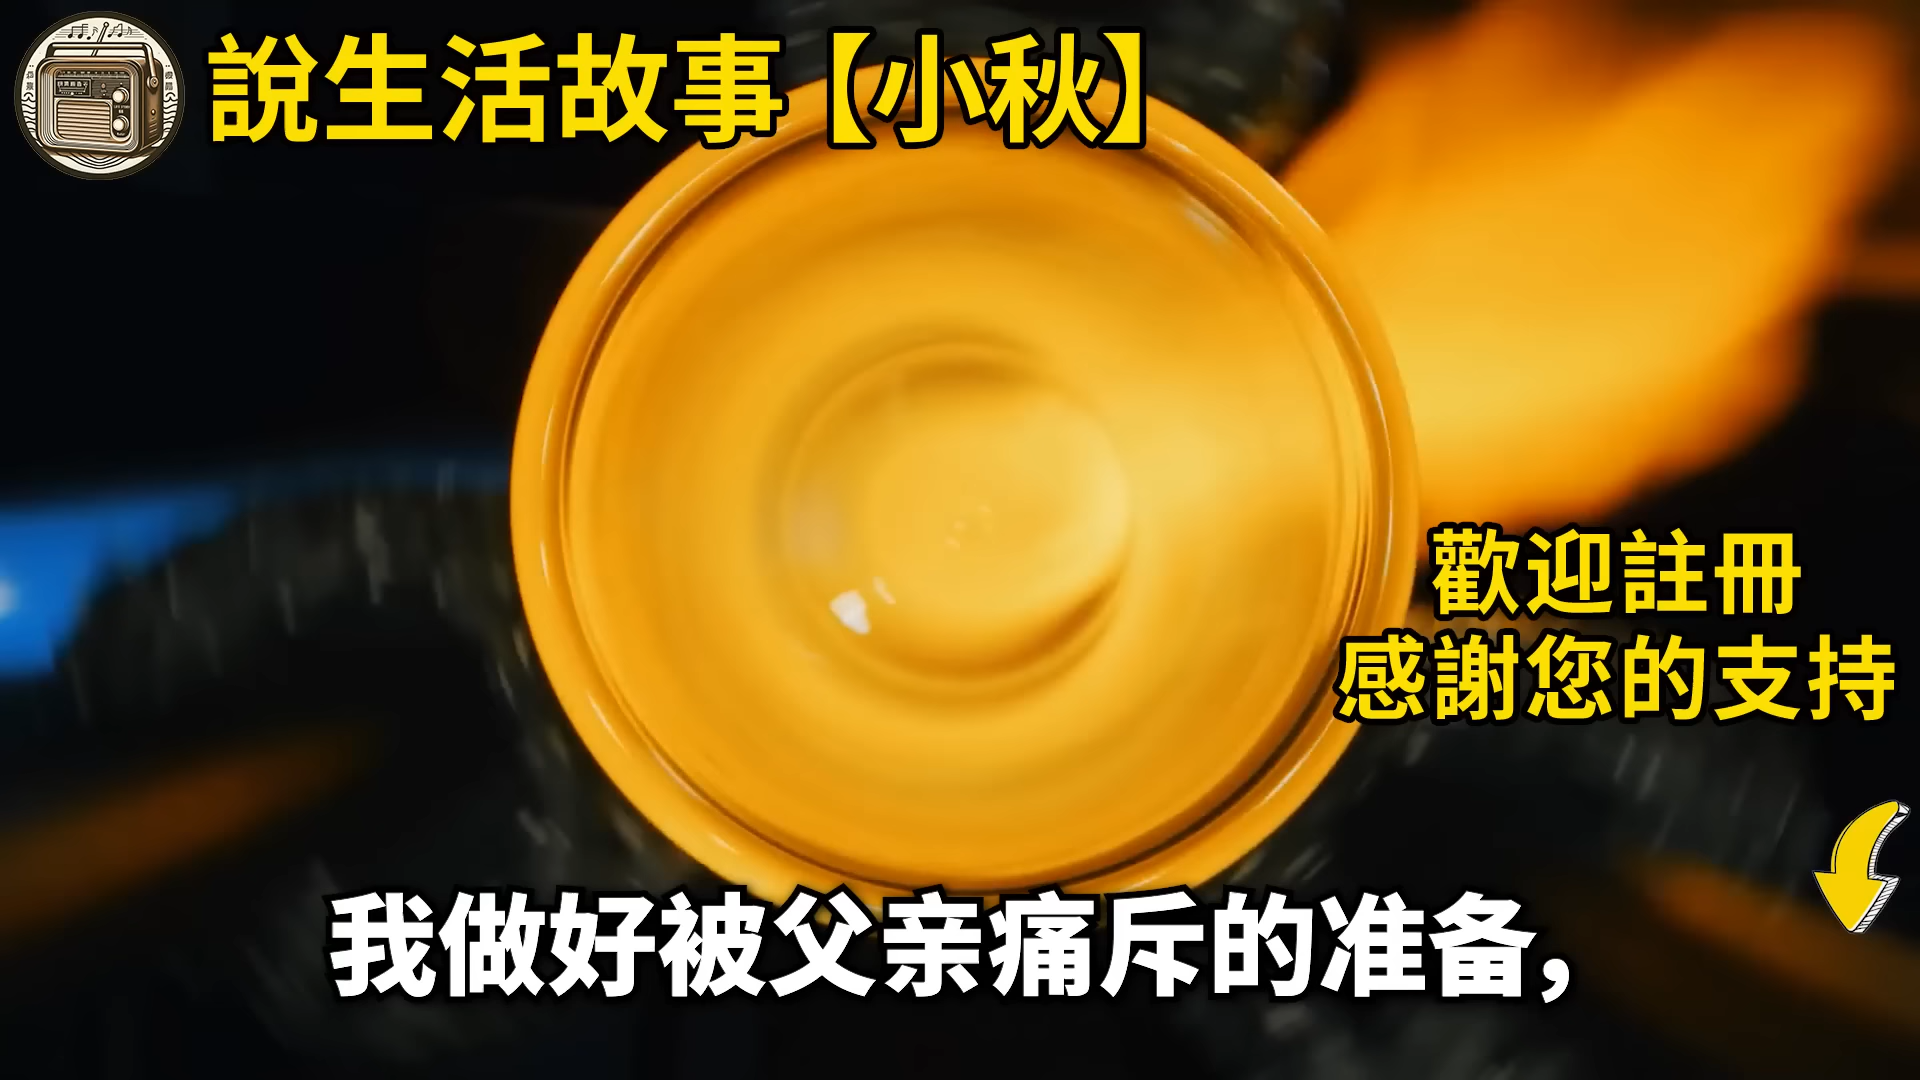 說生活故事【小秋】
歡迎註冊
感謝您的支持
我做好被父亲痛斥的准备,